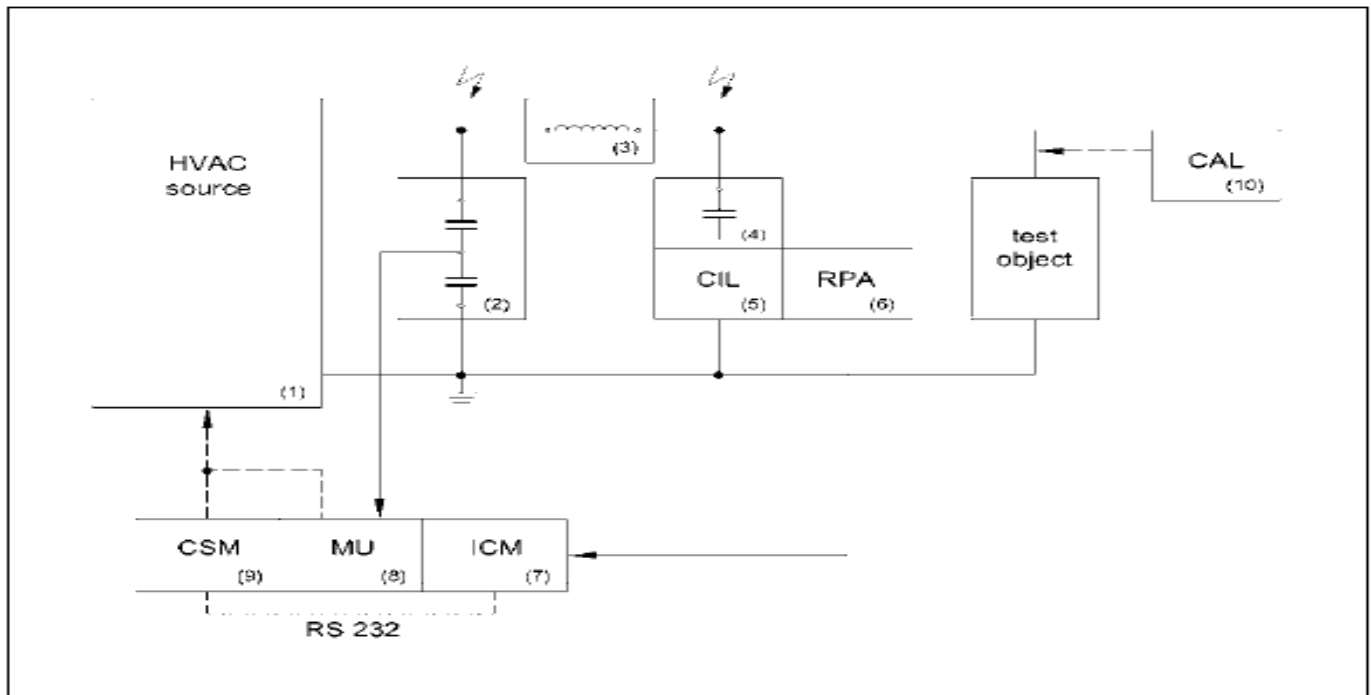 HVAC
source
(1)
(2)
(3)
(4)
CIL
(5)
RPA
(6)
test
object
CAL
(10)
CSM
(9)
MU
(8)
ICM
(7)
RS 232